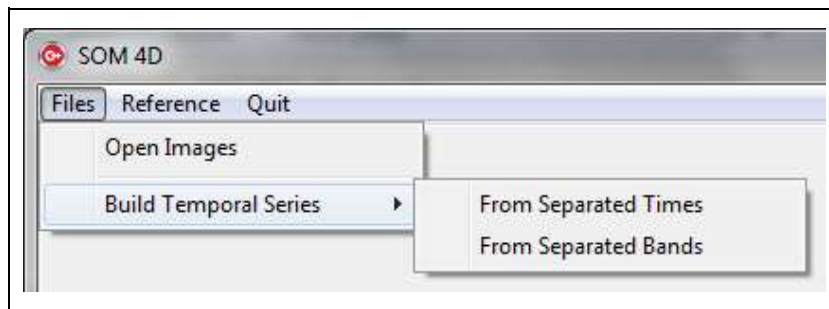 SOM 4D
Files Reference Quit
Open Images
Build Temporal Series
From Separated Times
From Separated Bands